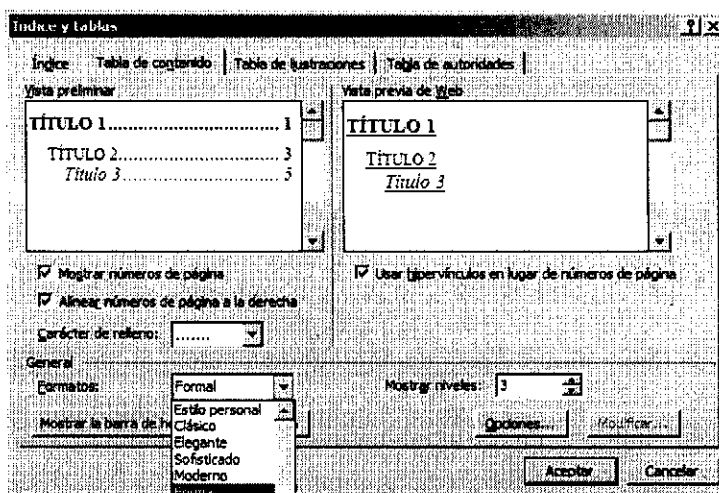 Índice y tablas
Índice Tabla de contenido Tabla de ilustraciones Tabla de autoridades
Vista preliminar
TÍTULO 1 ........................................ 1
TÍTULO 2 ................................... 3
Título 3 ................................. 5
Vista previa de Web
TÍTULO 1
TÍTULO 2
Título 3
Mostrar números de página
Alinear números de página a la derecha
Carácter de relleno: .......
Usar hipervínculos en lugar de números de página
General
Formatos: Formal
Mostrar niveles: 3
Estilo personal
Clásico
Elegante
Sofisticado
Moderno
Mostrar la barra de
Opciones... Modificar...
Aceptar Cancelar